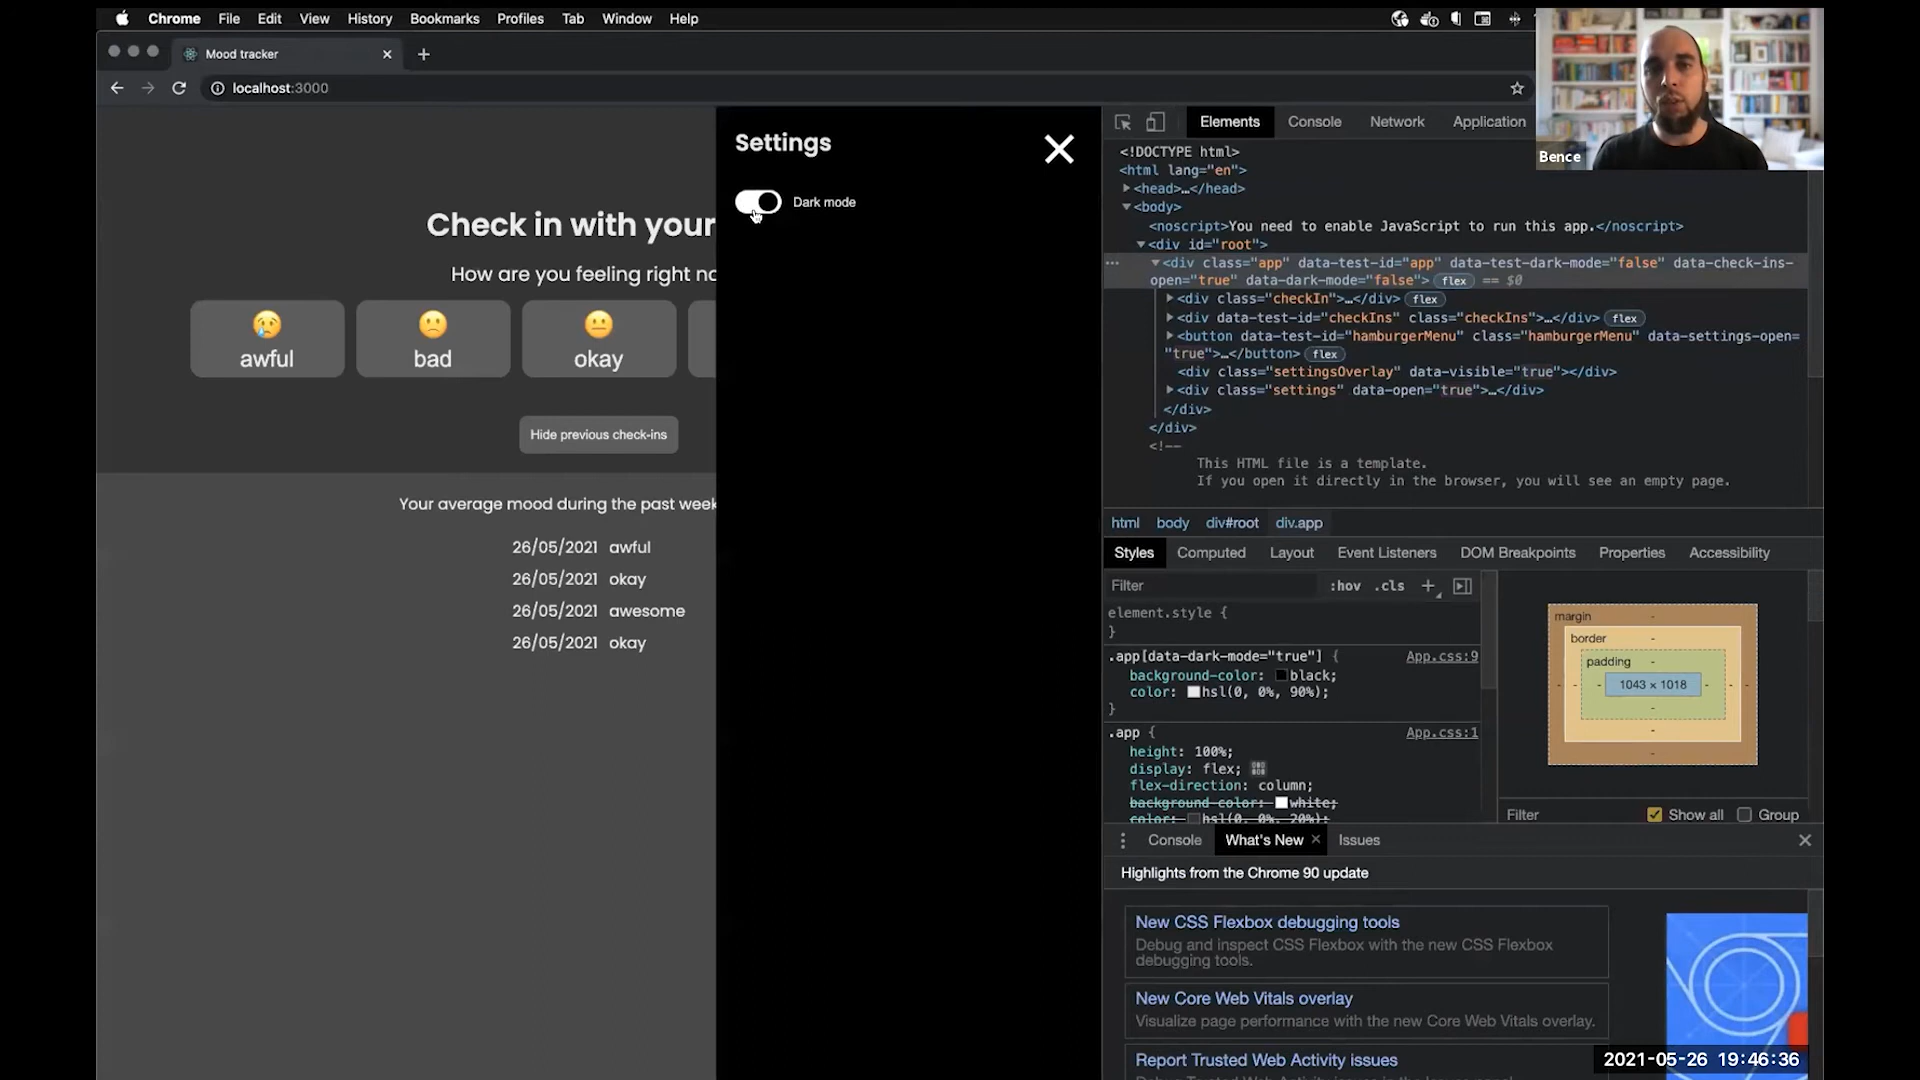 Chrome File Edit View History Bookmarks Profiles Tab Window Help
Mood tracker
localhost:3000
Bence
Settings
Dark mode
Check in with your
How are you feeling right no
awful
bad
okay
Hide previous check-ins
Your average mood during the past week
26/05/2021 awful
26/05/2021 okay
26/05/2021 awesome
26/05/2021 okay
Elements Console Network Application
<!DOCTYPE html>
<html lang="en">
<head>…</head>
<body>
<noscript>You need to enable JavaScript to run this app.</noscript>
<div id="root">
<div class="app" data-test-id="app" data-test-dark-mode="false" data-check-ins-
open="true" data-dark-mode="false"> flex == $0
<div class="checkIn">…</div> flex
<div data-test-id="checkIns" class="checkIns">…</div> flex
<button data-test-id="hamburgerMenu" class="hamburgerMenu" data-settings-open=
"true">…</button> flex
<div class="settingsOverlay" data-visible="true"></div>
<div class="settings" data-open="true">…</div>
</div>
</div>
<!--
This HTML file is a template.
If you open it directly in the browser, you will see an empty page.
html body div#root div.app
Styles Computed Layout Event Listeners DOM Breakpoints Properties Accessibility
Filter :hov .cls
element.style {
}
.app[data-dark-mode="true"] { App.css:9
background-color: black;
color: hsl(0, 0%, 90%);
}
.app { App.css:1
height: 100%;
display: flex;
flex-direction: column;
background-color: white;
color: hsl(0, 0%, 20%);
margin -
border -
padding -
1043 × 1018
Filter Show all Group
Console What's New Issues
Highlights from the Chrome 90 update
New CSS Flexbox debugging tools
Debug and inspect CSS Flexbox with the new CSS Flexbox
debugging tools.
New Core Web Vitals overlay
Visualize page performance with the new Core Web Vitals overlay.
Report Trusted Web Activity issues
2021-05-26 19:46:36